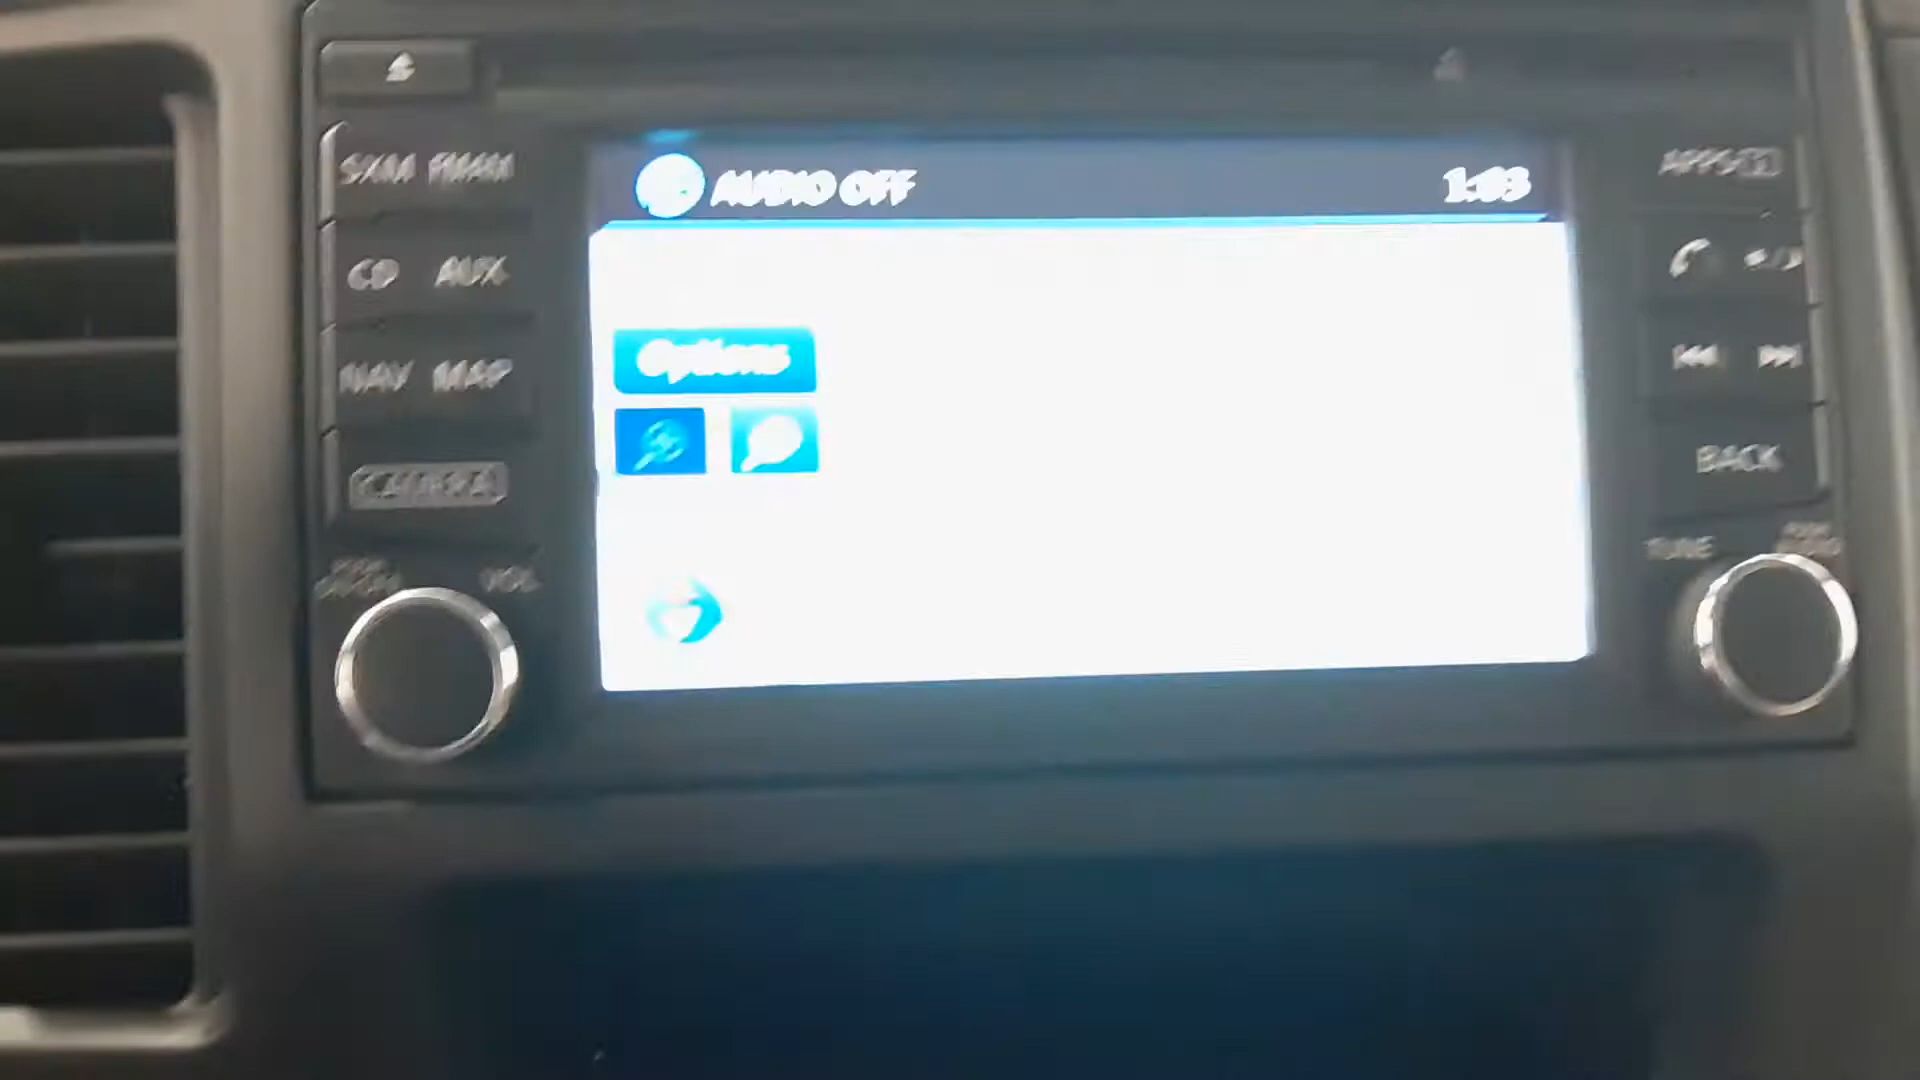 SXM FM/AM
AUDIO OFF
1:03
APPS
CD AUX
NAV MAP
Options
CAMERA
BACK
VOL
TUNE